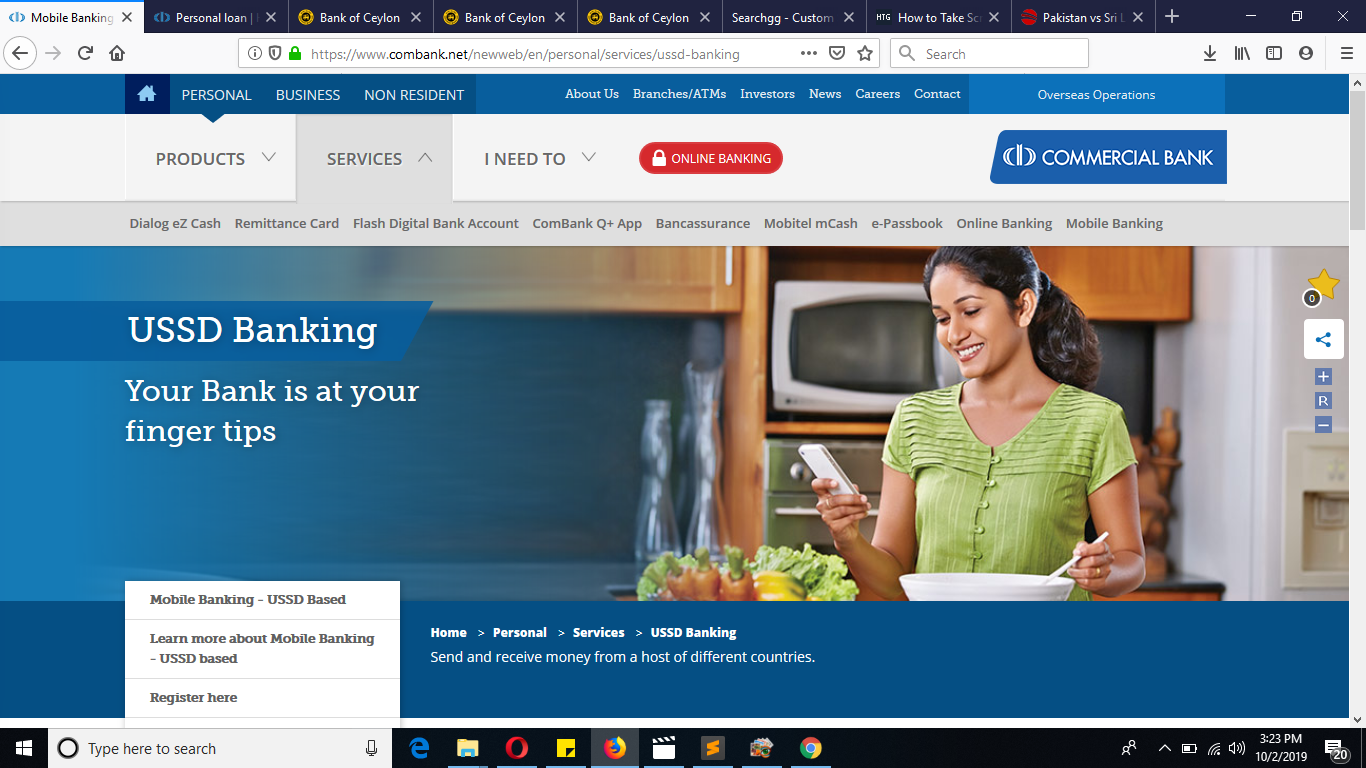 Mobile Banking
Personal loan |
Bank of Ceylon
Bank of Ceylon
Bank of Ceylon
Searchgg - Custom
HTG How to Take Sc
Pakistan vs Sri L
https://www.combank.net/newweb/en/personal/services/ussd-banking
Search
PERSONAL BUSINESS NON RESIDENT
About Us Branches/ATMs Investors News Careers Contact
Overseas Operations
PRODUCTS SERVICES I NEED TO
ONLINE BANKING
COMMERCIAL BANK
Dialog eZ Cash Remittance Card Flash Digital Bank Account ComBank Q+ App Bancassurance Mobitel mCash e-Passbook Online Banking Mobile Banking
USSD Banking
Your Bank is at your
finger tips
0
+
R
−
Mobile Banking - USSD Based
Learn more about Mobile Banking
- USSD based
Register here
Home > Personal > Services > USSD Banking
Send and receive money from a host of different countries.
Type here to search
3:23 PM
10/2/2019
20